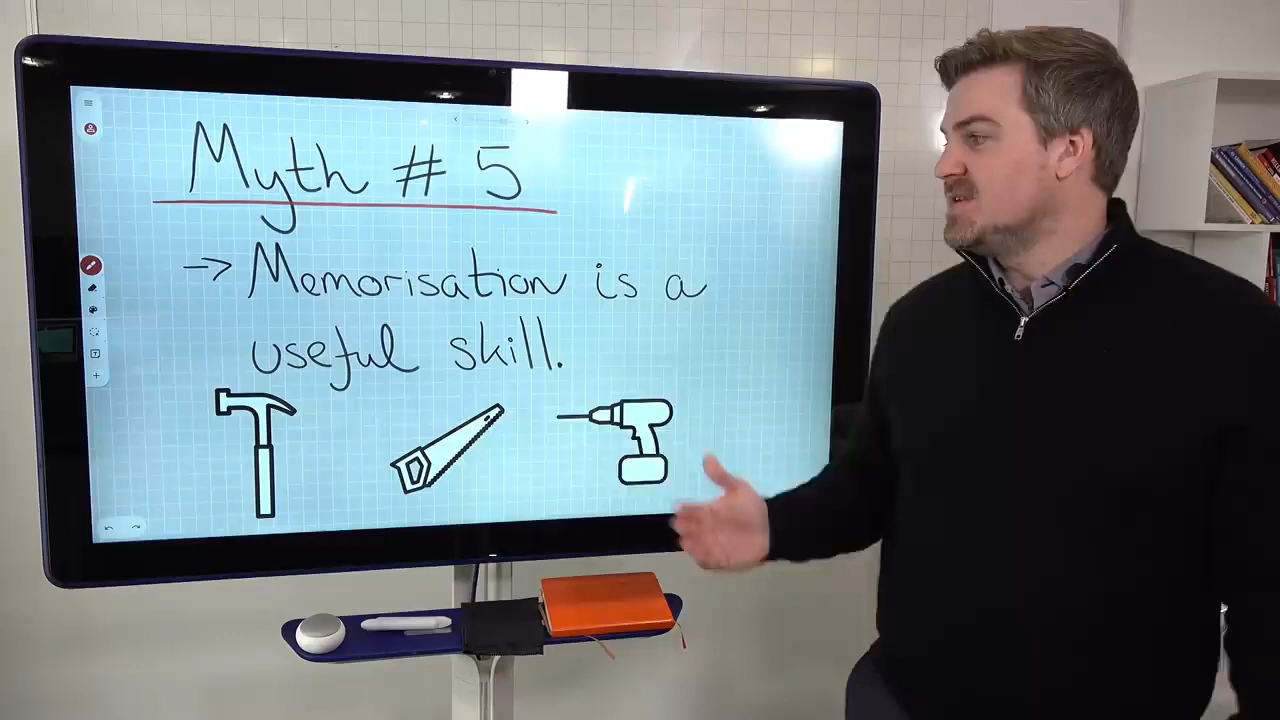 Myth # 5
→ Memorisation is a
useful skill.